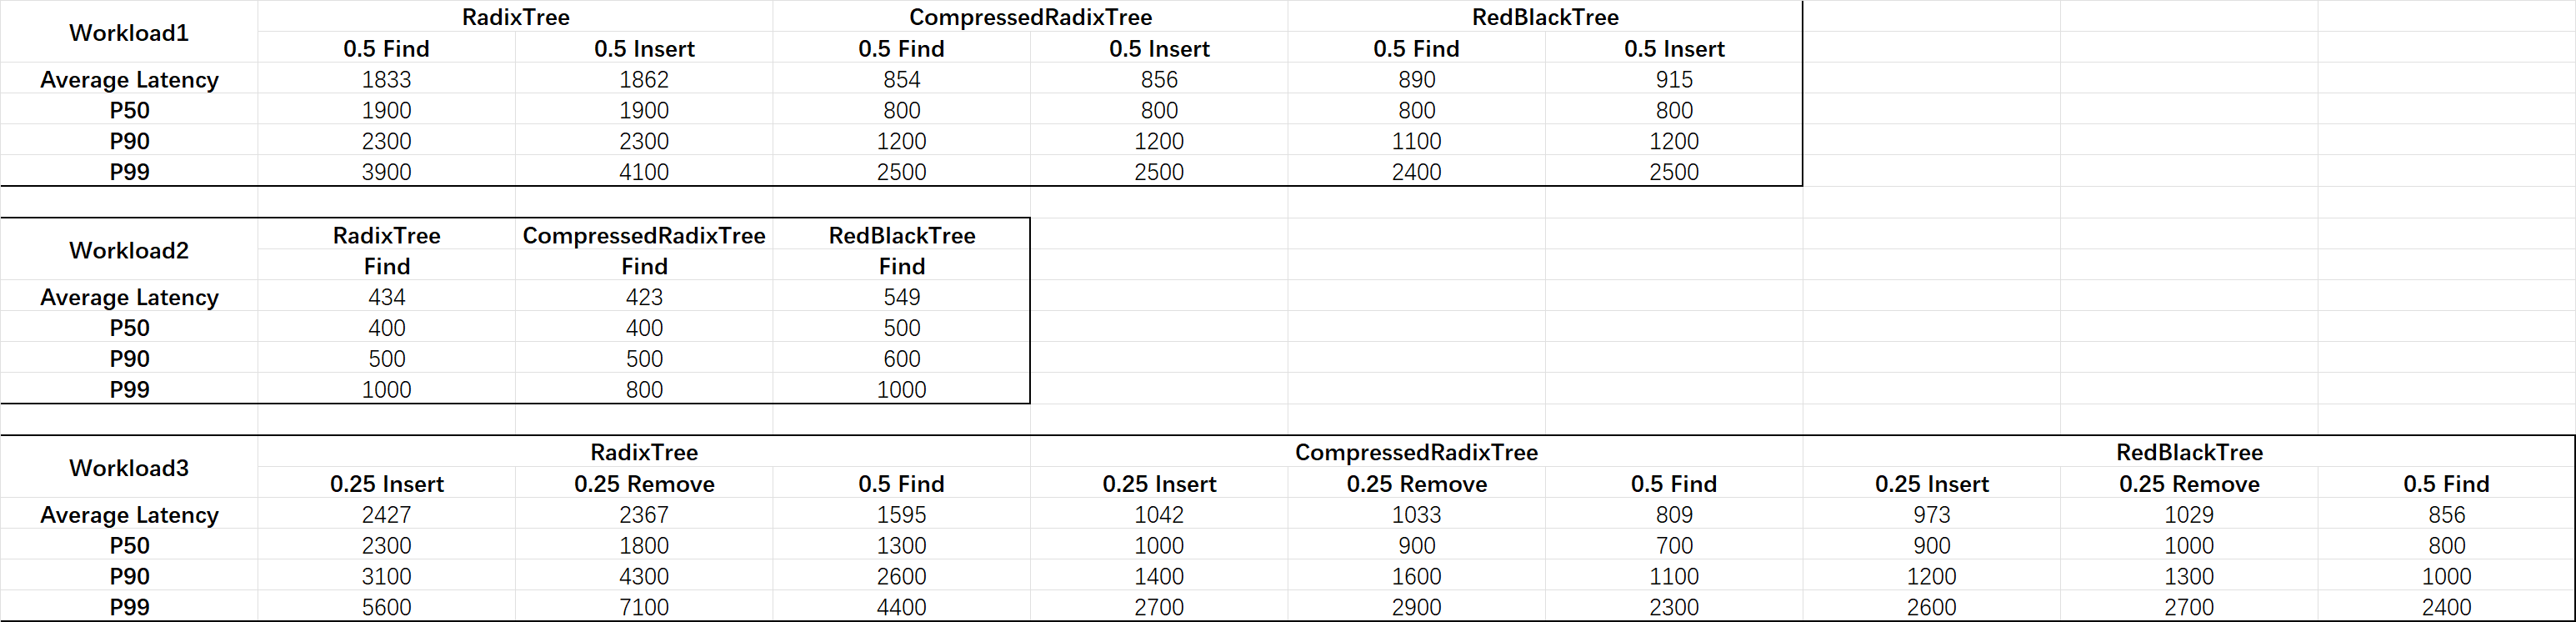 Workload1 RadixTree CompressedRadixTree RedBlackTree
0.5 Find 0.5 Insert 0.5 Find 0.5 Insert 0.5 Find 0.5 Insert
Average Latency 1833 1862 854 856 890 915
P50 1900 1900 800 800 800 800
P90 2300 2300 1200 1200 1100 1200
P99 3900 4100 2500 2500 2400 2500
Workload2 RadixTree CompressedRadixTree RedBlackTree
Find Find Find
Average Latency 434 423 549
P50 400 400 500
P90 500 500 600
P99 1000 800 1000
Workload3 RadixTree CompressedRadixTree RedBlackTree
0.25 Insert 0.25 Remove 0.5 Find 0.25 Insert 0.25 Remove 0.5 Find 0.25 Insert 0.25 Remove 0.5 Find
Average Latency 2427 2367 1595 1042 1033 809 973 1029 856
P50 2300 1800 1300 1000 900 700 900 1000 800
P90 3100 4300 2600 1400 1600 1100 1200 1300 1000
P99 5600 7100 4400 2700 2900 2300 2600 2700 2400